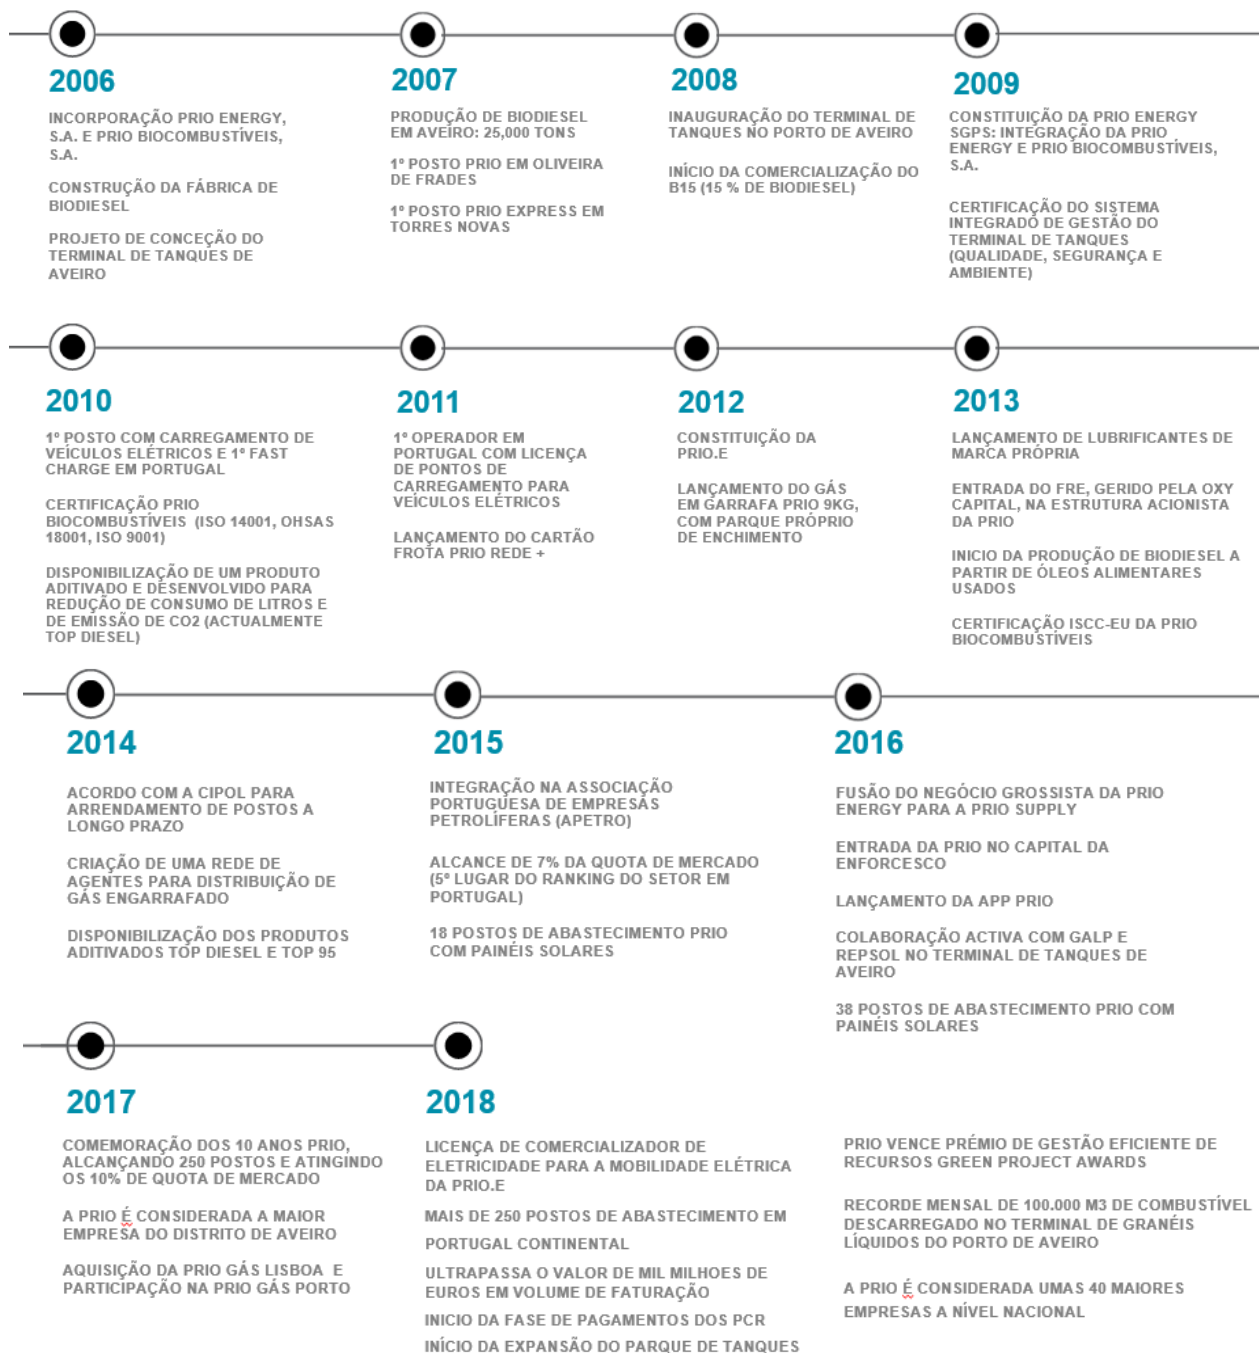 2006
INCORPORAÇÃO PRIO ENERGY,
S.A. E PRIO BIOCOMBUSTÍVEIS,
S.A.
CONSTRUÇÃO DA FÁBRICA DE
BIODIESEL
PROJETO DE CONCEÇÃO DO
TERMINAL DE TANQUES DE
AVEIRO
2007
PRODUÇÃO DE BIODIESEL
EM AVEIRO: 25,000 TONS
1º POSTO PRIO EM OLIVEIRA
DE FRADES
1º POSTO PRIO EXPRESS EM
TORRES NOVAS
2008
INAUGURAÇÃO DO TERMINAL DE
TANQUES NO PORTO DE AVEIRO
INÍCIO DA COMERCIALIZAÇÃO DO
B15 (15 % DE BIODIESEL)
2009
CONSTITUIÇÃO DA PRIO ENERGY
SGPS: INTEGRAÇÃO DA PRIO
ENERGY E PRIO BIOCOMBUSTÍVEIS,
S.A.
CERTIFICAÇÃO DO SISTEMA
INTEGRADO DE GESTÃO DO
TERMINAL DE TANQUES
(QUALIDADE, SEGURANÇA E
AMBIENTE)
2010
1º POSTO COM CARREGAMENTO DE
VEÍCULOS ELÉTRICOS E 1º FAST
CHARGE EM PORTUGAL
CERTIFICAÇÃO PRIO
BIOCOMBUSTÍVEIS (ISO 14001, OHSAS
18001, ISO 9001)
DISPONIBILIZAÇÃO DE UM PRODUTO
ADITIVADO E DESENVOLVIDO PARA
REDUÇÃO DE CONSUMO DE LITROS E
DE EMISSÃO DE CO2 (ACTUALMENTE
TOP DIESEL)
2011
1º OPERADOR EM
PORTUGAL COM LICENÇA
DE PONTOS DE
CARREGAMENTO PARA
VEÍCULOS ELÉTRICOS
LANÇAMENTO DO CARTÃO
FROTA PRIO REDE +
2012
CONSTITUIÇÃO DA
PRIO.E
LANÇAMENTO DO GÁS
EM GARRAFA PRIO 9KG,
COM PARQUE PRÓPRIO
DE ENCHIMENTO
2013
LANÇAMENTO DE LUBRIFICANTES DE
MARCA PRÓPRIA
ENTRADA DO FRE, GERIDO PELA OXY
CAPITAL, NA ESTRUTURA ACIONISTA
DA PRIO
INICIO DA PRODUÇÃO DE BIODIESEL A
PARTIR DE ÓLEOS ALIMENTARES
USADOS
CERTIFICAÇÃO ISCC-EU DA PRIO
BIOCOMBUSTÍVEIS
2014
ACORDO COM A CIPOL PARA
ARRENDAMENTO DE POSTOS A
LONGO PRAZO
CRIAÇÃO DE UMA REDE DE
AGENTES PARA DISTRIBUIÇÃO DE
GÁS ENGARRAFADO
DISPONIBILIZAÇÃO DOS PRODUTOS
ADITIVADOS TOP DIESEL E TOP 95
2015
INTEGRAÇÃO NA ASSOCIAÇÃO
PORTUGUESA DE EMPRESAS
PETROLÍFERAS (APETRO)
ALCANCE DE 7% DA QUOTA DE MERCADO
(5º LUGAR DO RANKING DO SETOR EM
PORTUGAL)
18 POSTOS DE ABASTECIMENTO PRIO
COM PAINÉIS SOLARES
2016
FUSÃO DO NEGÓCIO GROSSISTA DA PRIO
ENERGY PARA A PRIO SUPPLY
ENTRADA DA PRIO NO CAPITAL DA
ENFORCESCO
LANÇAMENTO DA APP PRIO
COLABORAÇÃO ACTIVA COM GALP E
REPSOL NO TERMINAL DE TANQUES DE
AVEIRO
38 POSTOS DE ABASTECIMENTO PRIO COM
PAINÉIS SOLARES
2017
COMEMORAÇÃO DOS 10 ANOS PRIO,
ALCANÇANDO 250 POSTOS E ATINGINDO
OS 10% DE QUOTA DE MERCADO
A PRIO É CONSIDERADA A MAIOR
EMPRESA DO DISTRITO DE AVEIRO
AQUISIÇÃO DA PRIO GÁS LISBOA E
PARTICIPAÇÃO NA PRIO GÁS PORTO
2018
LICENÇA DE COMERCIALIZADOR DE
ELETRICIDADE PARA A MOBILIDADE ELÉTRICA
DA PRIO.E
MAIS DE 250 POSTOS DE ABASTECIMENTO EM
PORTUGAL CONTINENTAL
ULTRAPASSA O VALOR DE MIL MILHOES DE
EUROS EM VOLUME DE FATURAÇÃO
INICIO DA FASE DE PAGAMENTOS DOS PCR
INÍCIO DA EXPANSÃO DO PARQUE DE TANQUES
PRIO VENCE PRÉMIO DE GESTÃO EFICIENTE DE
RECURSOS GREEN PROJECT AWARDS
RECORDE MENSAL DE 100.000 M3 DE COMBUSTÍVEL
DESCARREGADO NO TERMINAL DE GRANÉIS
LÍQUIDOS DO PORTO DE AVEIRO
A PRIO É CONSIDERADA UMAS 40 MAIORES
EMPRESAS A NÍVEL NACIONAL